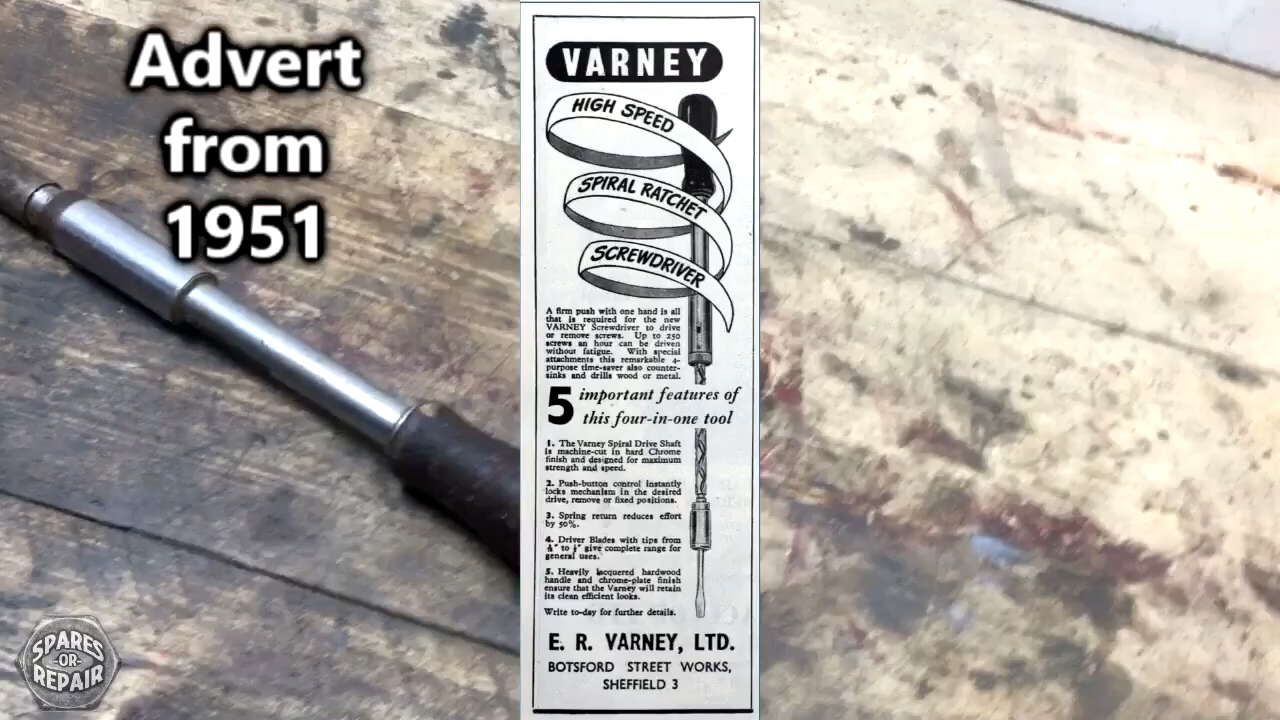 Advert
from
1951
VARNEY
HIGH SPEED
SPIRAL RATCHET
SCREWDRIVER
A firm push with one hand is all
that is required for the new
VARNEY Screwdriver to drive
or remove screws. Up to 250
screws an hour can be driven
without fatigue. With special
attachments this remarkable 4-
purpose time-saver also counter-
sinks and drills wood or metal.
5 important features of
this four-in-one tool
1. The Varney Spiral Drive Shaft
is machine-cut in hard Chrome
finish and designed for maximum
strength and speed.
2. Push-button control instantly
locks mechanism in the desired
drive, remove or fixed positions.
3. Spring return reduces effort
by 50%.
4. Driver Blades with tips from
to give complete range for
general uses.
5. Heavily lacquered hardwood
handle and chrome-plate finish
ensure that the Varney will retain
its clean efficient looks.
Write to-day for further details.
E. R. VARNEY, LTD.
BOTSFORD STREET WORKS,
SHEFFIELD 3
SPARES
-OR-
REPAIR